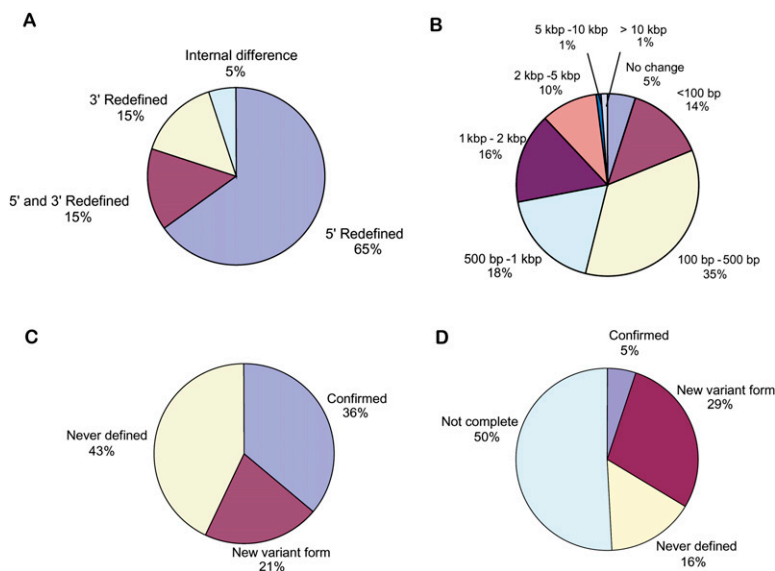 A
Internal difference
5%
3' Redefined
15%
5' and 3' Redefined
15%
5' Redefined
65%
B
5 kbp -10 kbp
1%
> 10 kbp
1%
No change
5%
2 kbp -5 kbp
10%
<100 bp
14%
1 kbp - 2 kbp
16%
500 bp -1 kbp
18%
100 bp -500 bp
35%
C
Confirmed
36%
Never defined
43%
New variant form
21%
D
Confirmed
5%
New variant form
29%
Not complete
50%
Never defined
16%